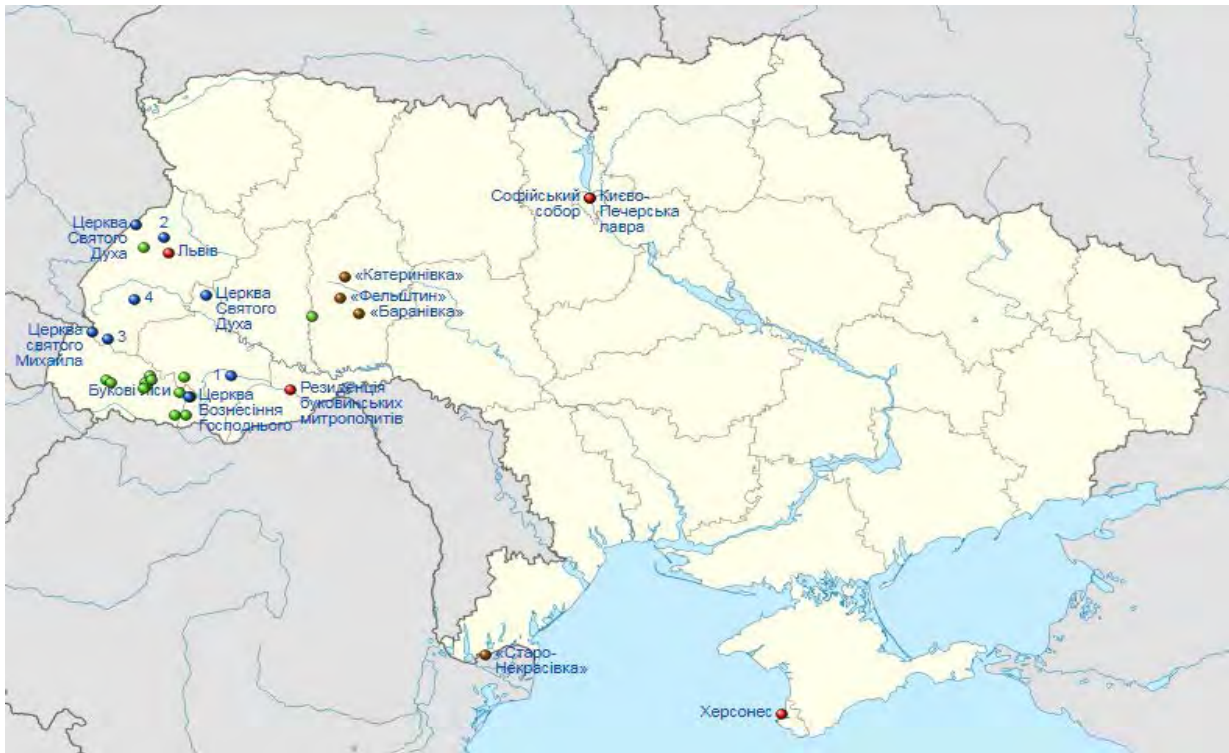 Софійський
собор
Києво-
Печерська
лавра
Церква
Святого
Духа
2
Львів
«Катеринівка»
4
Церква
Святого
Духа
«Фельштин»
«Баранівка»
Церква
святого
Михайла
3
Букові ліси
1
Церква
Вознесіння
Господнього
Резиденція
буковинських
митрополитів
«Старо-
Некрасівка»
Херсонес